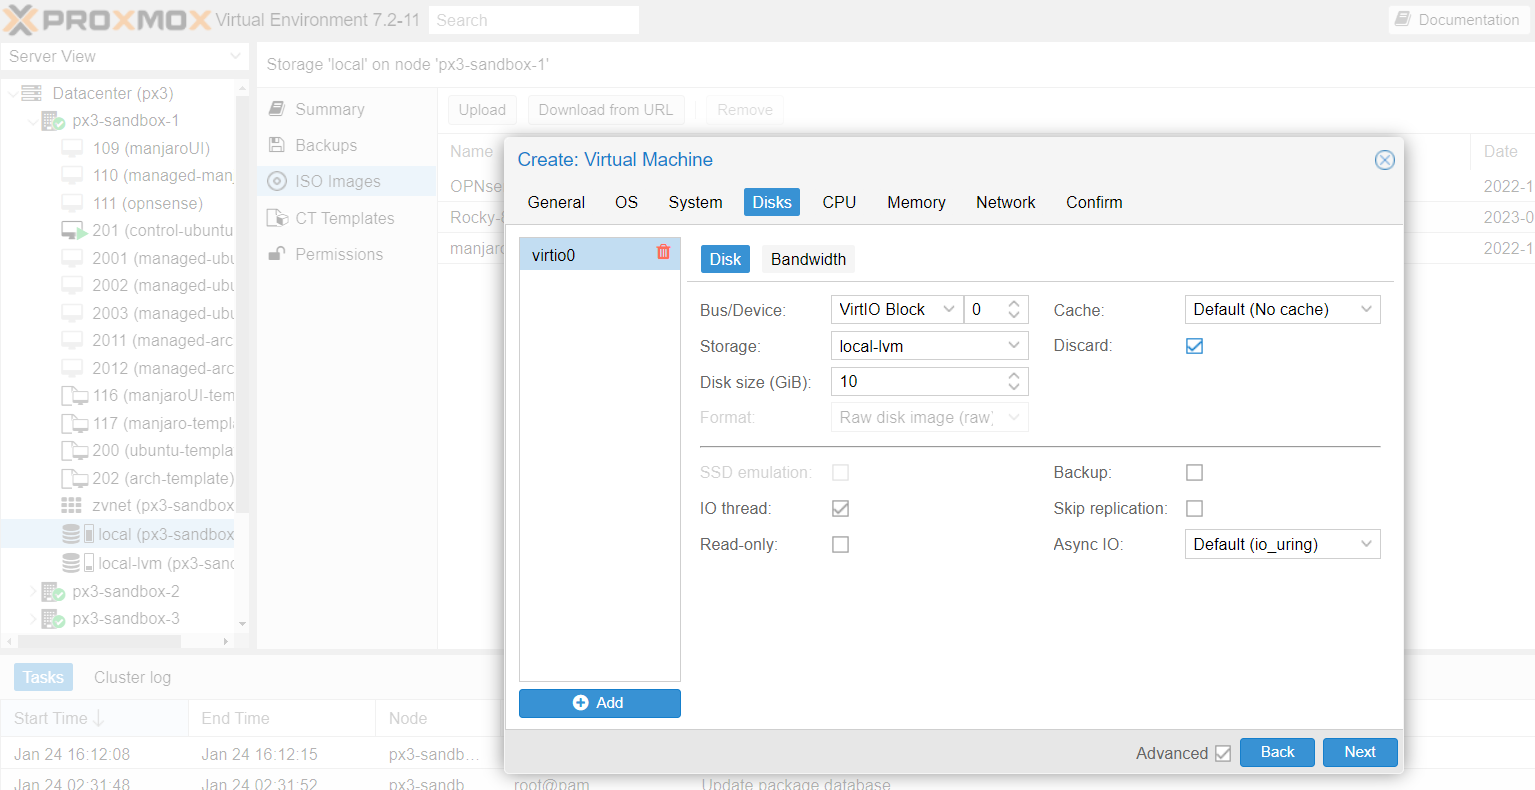 PROXMOX Virtual Environment 7.2-11 Search Documentation
Server View
Datacenter (px3)
px3-sandbox-1
109 (manjaroUI)
110 (managed-manj
111 (opnsense)
201 (control-ubuntu
2001 (managed-ubu
2002 (managed-ubu
2003 (managed-ubu
2011 (managed-arc
2012 (managed-arc
116 (manjaroUI-tem
117 (manjaro-templa
200 (ubuntu-templa
202 (arch-template)
zvnet (px3-sandbox
local (px3-sandbox
local-lvm (px3-sand
px3-sandbox-2
px3-sandbox-3
Storage 'local' on node 'px3-sandbox-1'
Summary
Backups
ISO Images
CT Templates
Permissions
Upload Download from URL Remove
Name Date
OPNse 2022-1
Rocky-8 2023-0
manjaro 2022-1
Create: Virtual Machine
General OS System Disks CPU Memory Network Confirm
virtio0
Add
Disk Bandwidth
Bus/Device: VirtIO Block 0 Cache: Default (No cache)
Storage: local-lvm Discard:
Disk size (GiB): 10
Format: Raw disk image (raw)
SSD emulation: Backup:
IO thread: Skip replication:
Read-only: Async IO: Default (io_uring)
Advanced Back Next
Tasks Cluster log
Start Time End Time Node
Jan 24 16:12:08 Jan 24 16:12:15 px3-sandb...
Jan 24 02:31:48 Jan 24 02:31:52 px3-sandb root@pam Update package database